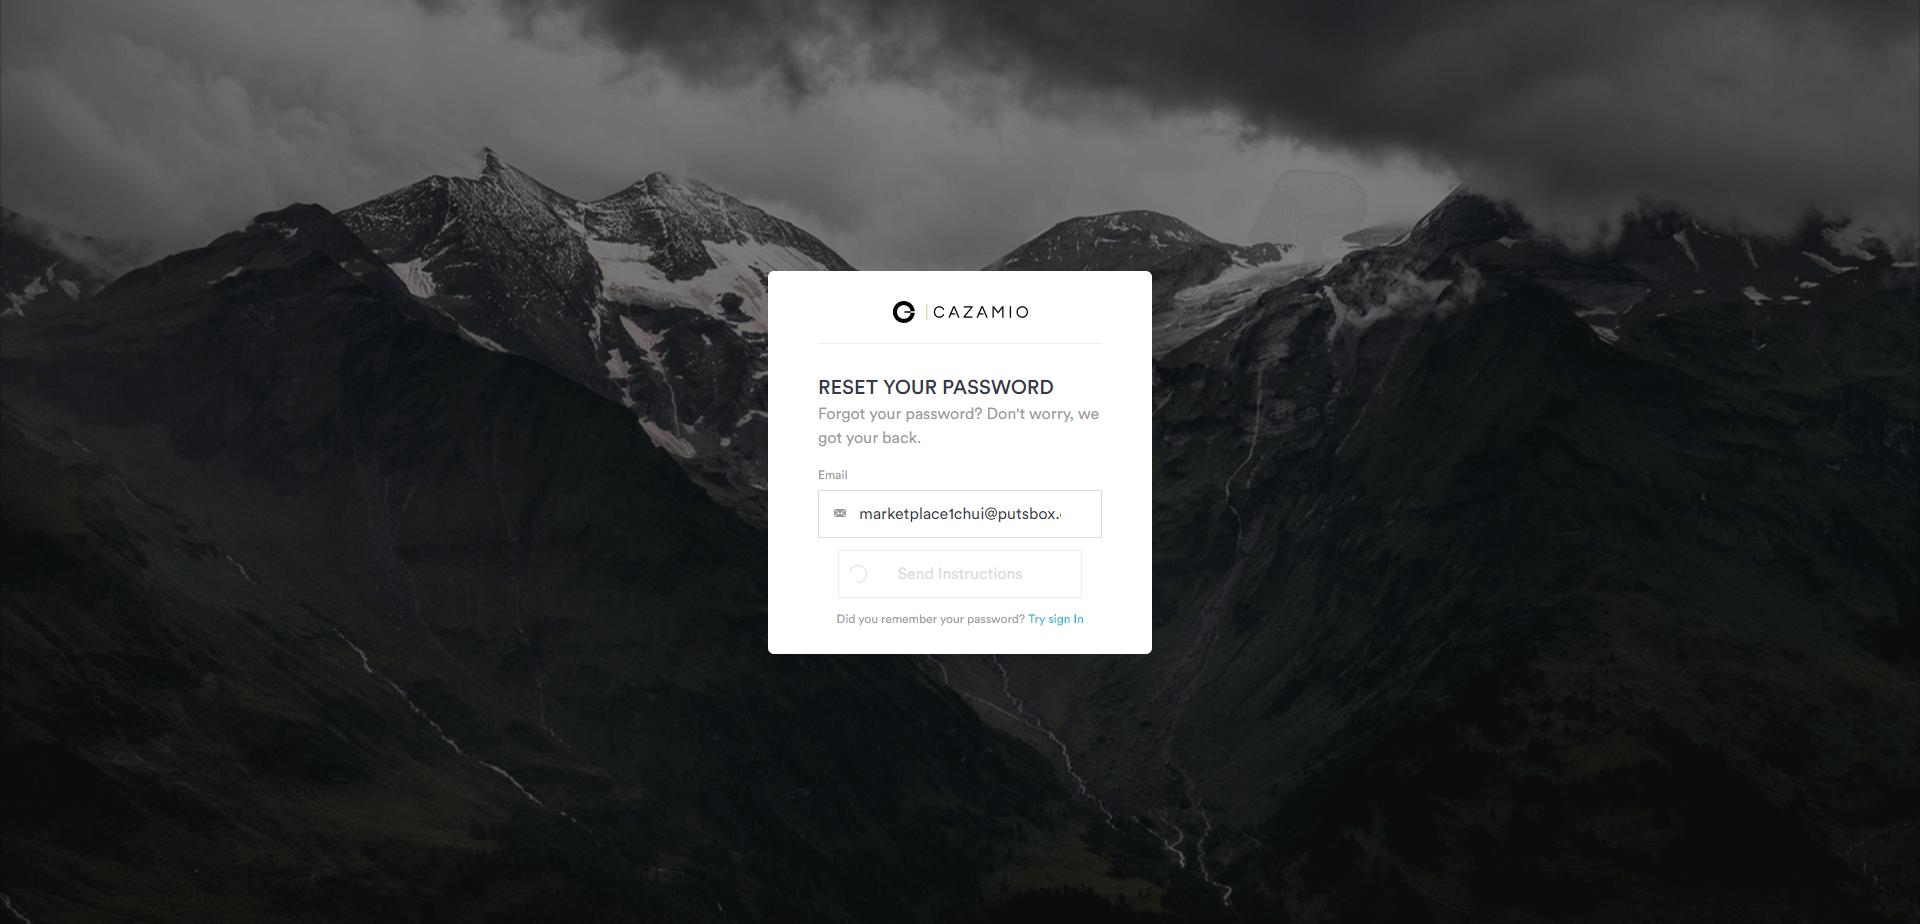 CAZAMIO
RESET YOUR PASSWORD
Forgot your password? Don't worry, we
got your back.
Email
marketplace1chui@putsbox.
Send Instructions
Did you remember your password? Try sign In